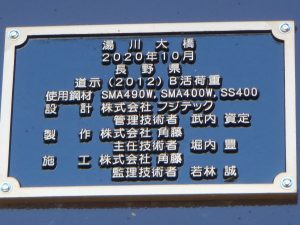 湯川大橋
2020年10月
長野県
道示(2012)B活荷重
使用鋼材 SMA490W, SMA400W, SS400
設計 株式会社 フジテック
管理技術者 武内 資定
製作 株式会社 角藤
主任技術者 堀内 豊
施工 株式会社 角藤
監理技術者 若林 誠